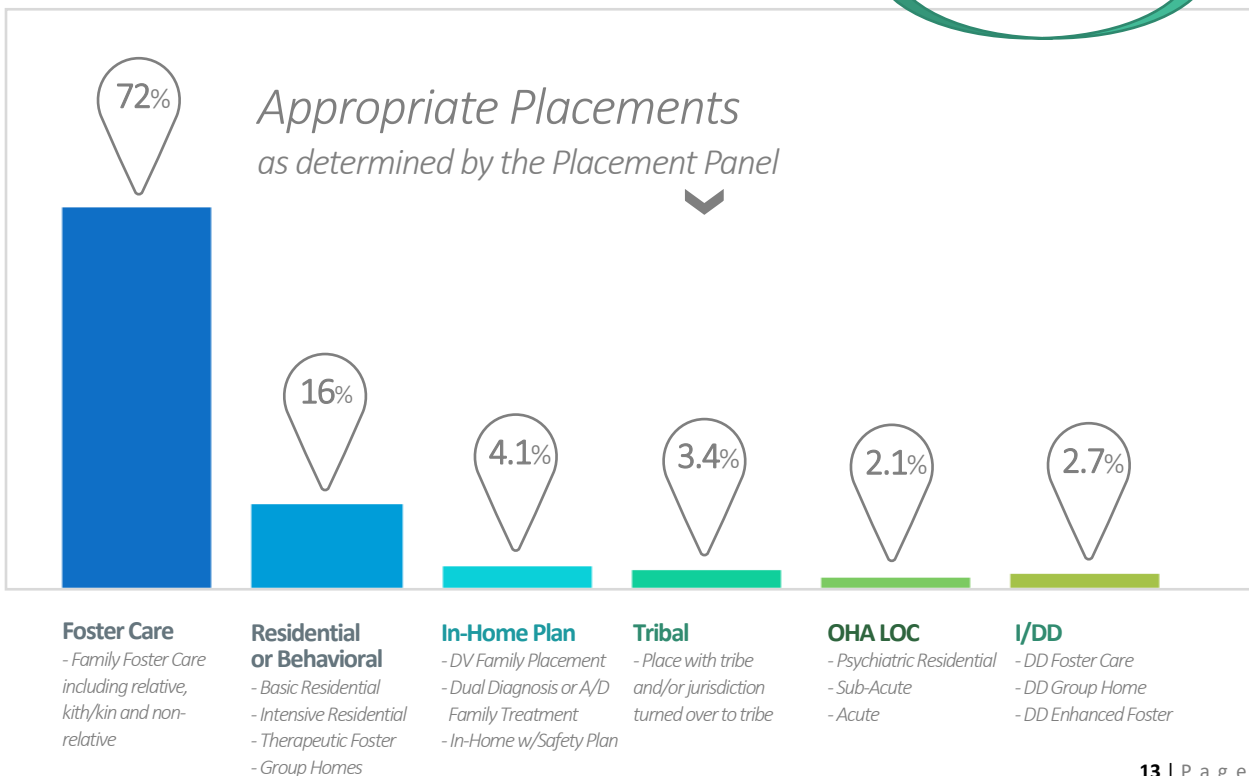 72%
Appropriate Placements
as determined by the Placement Panel
16%
4.1%
3.4%
2.1%
2.7%
Foster Care
- Family Foster Care
including relative,
kith/kin and non-
relative
Residential
or Behavioral
- Basic Residential
- Intensive Residential
- Therapeutic Foster
- Group Homes
In-Home Plan
- DV Family Placement
- Dual Diagnosis or A/D
Family Treatment
- In-Home w/Safety Plan
Tribal
- Place with tribe
and/or jurisdiction
turned over to tribe
OHA LOC
- Psychiatric Residential
- Sub-Acute
- Acute
I/DD
- DD Foster Care
- DD Group Home
- DD Enhanced Foster
13 | Page